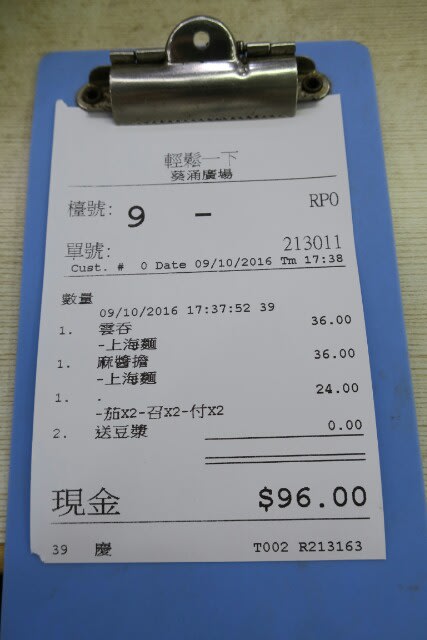 輕鬆一下
葵涌廣場
檯號: 9 - RPO
單號: 213011
Cust. # 0 Date 09/10/2016 Tm 17:38
數量
09/10/2016 17:37:52 39
1. 雲吞 36.00
-上海麵
1. 麻醬擔 36.00
-上海麵
1. . 24.00
-茄X2-召X2-付X2
2. 送豆漿 0.00
現金 $96.00
39 慶 T002 R213163